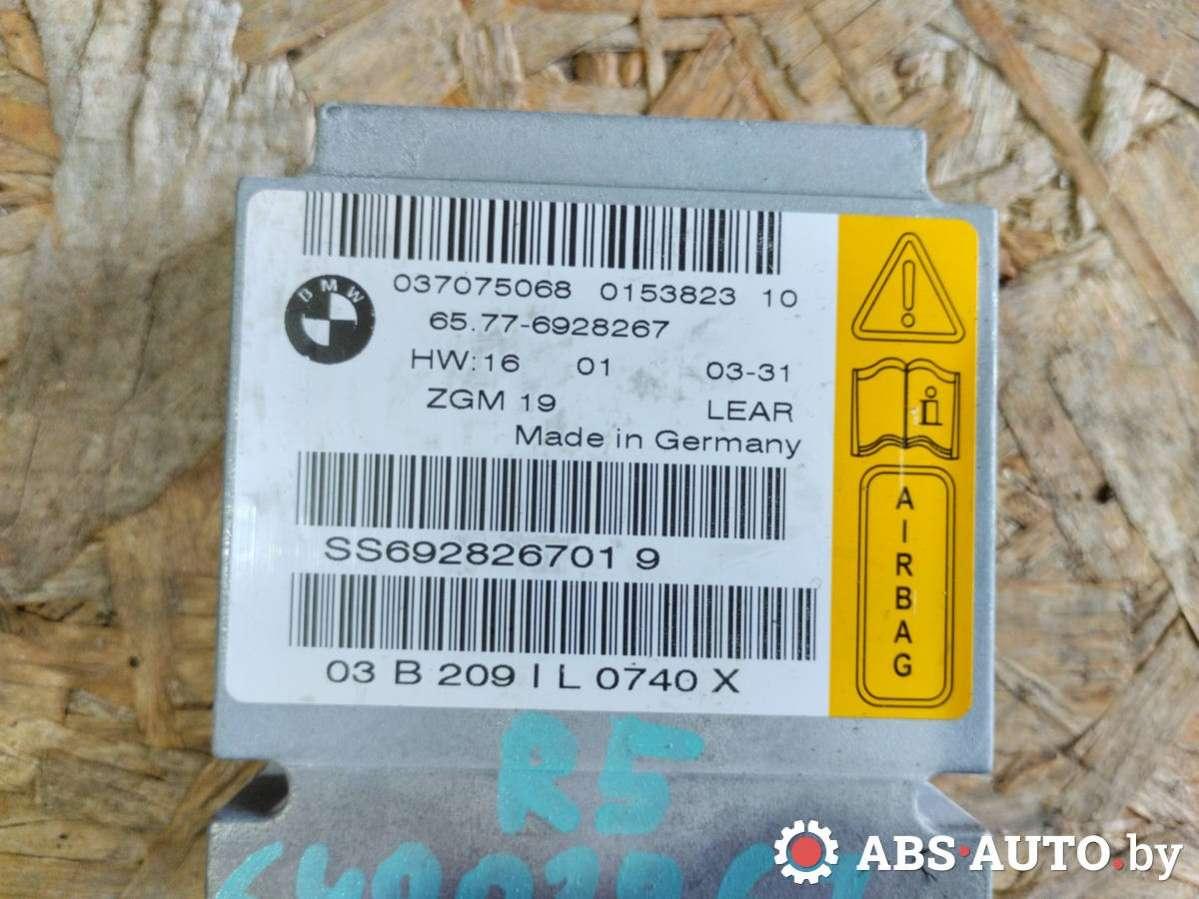 037075068 0153823 10
BMW
65.77-6928267
HW:16 01 03-31
ZGM 19 LEAR
Made in Germany
SS692826701 9
03 B 209 I L 0740 X
AIRBAG
R5
ABS-AUTO.by